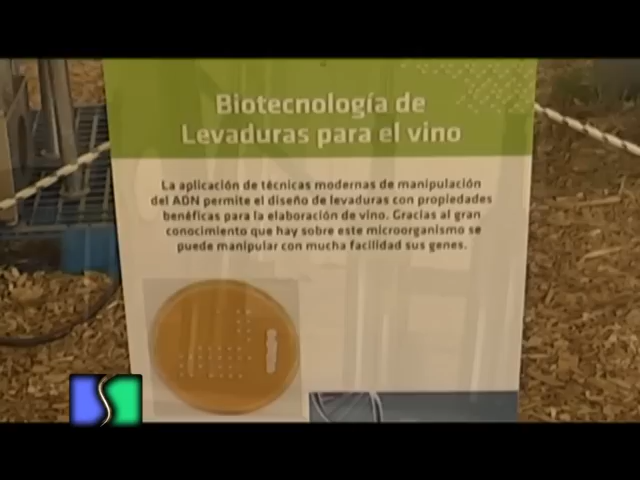 Biotecnología de
Levaduras para el vino
La aplicación de técnicas modernas de manipulación
del ADN permite el diseño de levaduras con propiedades
benéficas para la elaboración de vino. Gracias al gran
conocimiento que hay sobre este microorganismo se
puede manipular con mucha facilidad sus genes.